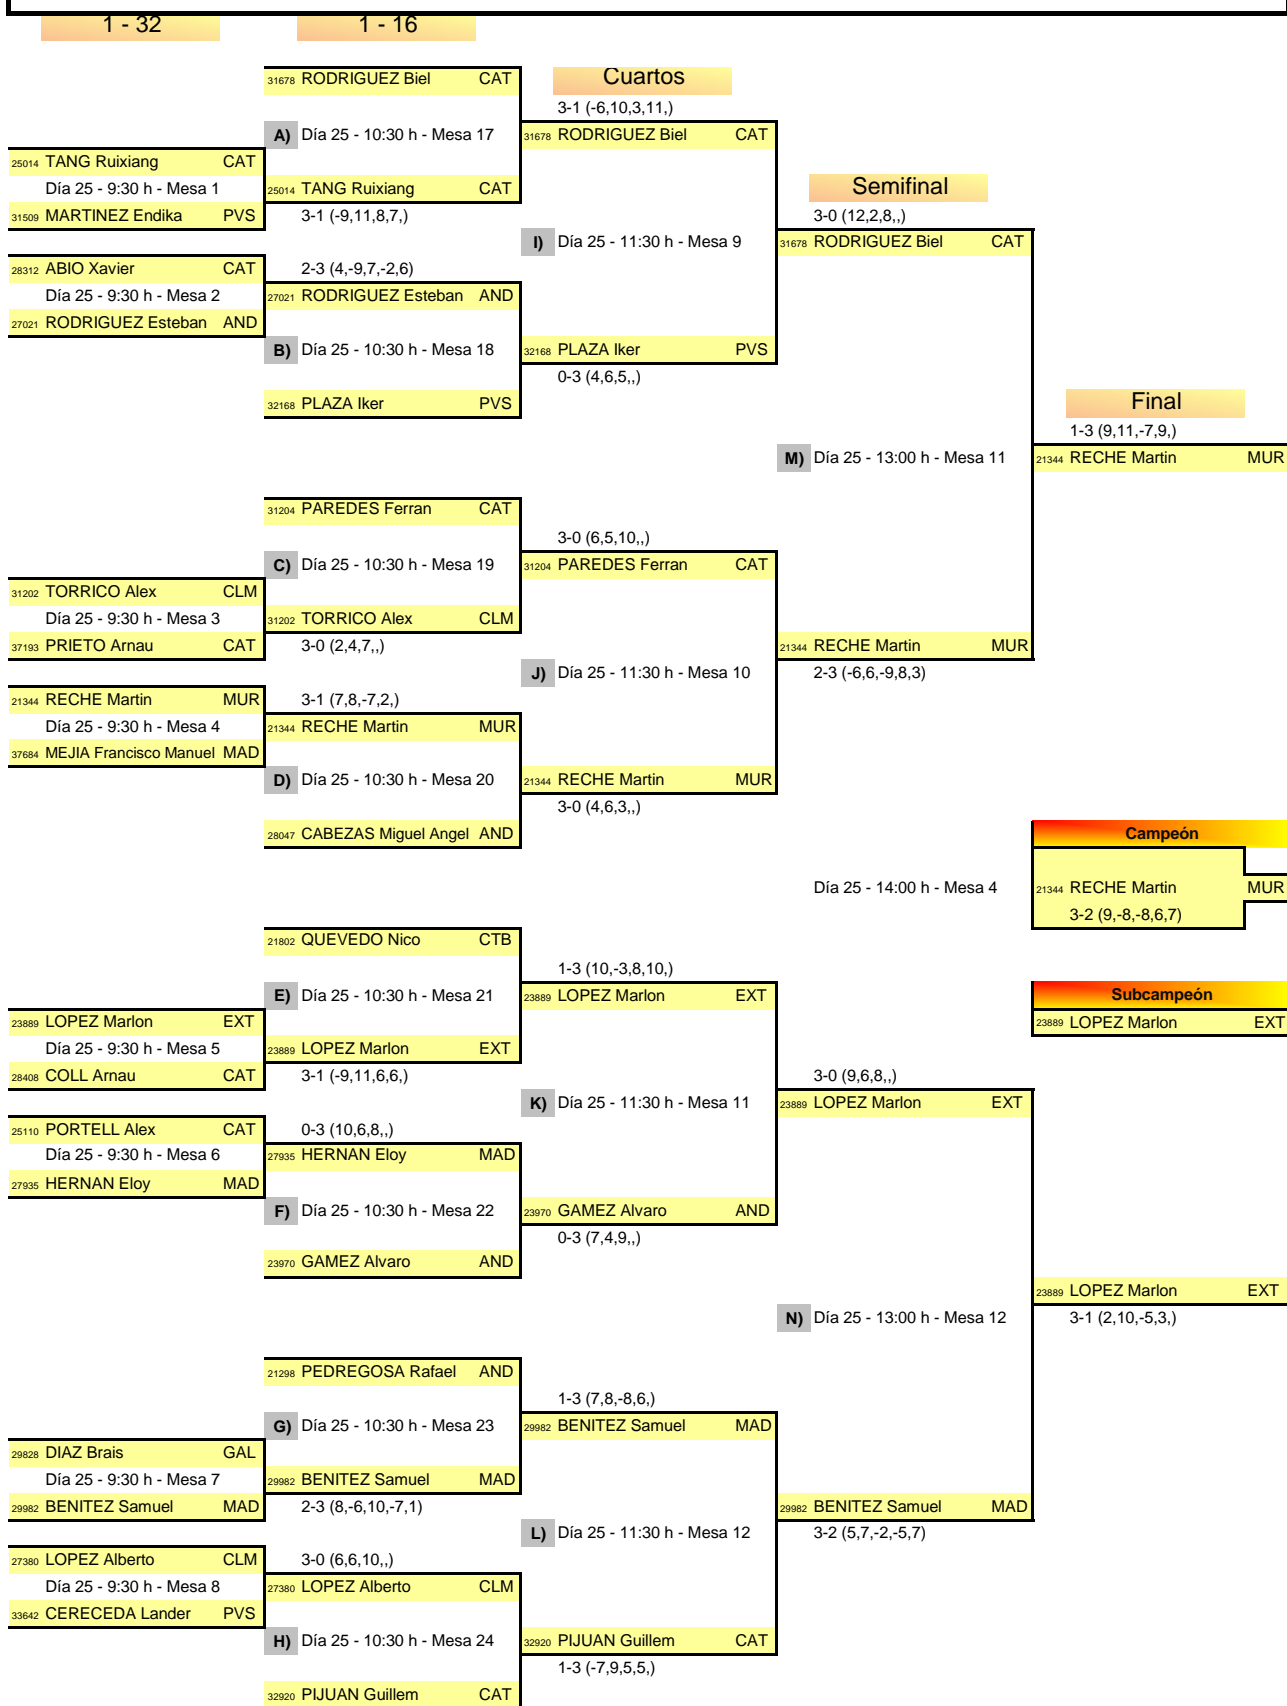 1 - 32 1 - 16
31678 RODRIGUEZ Biel CAT Cuartos
3-1 (-6,10,3,11,)
A) Día 25 - 10:30 h - Mesa 17 31678 RODRIGUEZ Biel CAT
25014 TANG Ruixiang CAT
Día 25 - 9:30 h - Mesa 1 25014 TANG Ruixiang CAT Semifinal
31509 MARTINEZ Endika PVS 3-1 (-9,11,8,7,) 3-0 (12,2,8,,)
I) Día 25 - 11:30 h - Mesa 9 31678 RODRIGUEZ Biel CAT
28312 ABIO Xavier CAT 2-3 (4,-9,7,-2,6)
Día 25 - 9:30 h - Mesa 2 27021 RODRIGUEZ Esteban AND
27021 RODRIGUEZ Esteban AND
B) Día 25 - 10:30 h - Mesa 18 32168 PLAZA Iker PVS
0-3 (4,6,5,,)
32168 PLAZA Iker PVS Final
1-3 (9,11,-7,9,)
M) Día 25 - 13:00 h - Mesa 11 21344 RECHE Martin MUR
31204 PAREDES Ferran CAT
3-0 (6,5,10,,)
C) Día 25 - 10:30 h - Mesa 19 31204 PAREDES Ferran CAT
31202 TORRICO Alex CLM
Día 25 - 9:30 h - Mesa 3 31202 TORRICO Alex CLM
37193 PRIETO Arnau CAT 3-0 (2,4,7,,) 21344 RECHE Martin MUR
J) Día 25 - 11:30 h - Mesa 10 2-3 (-6,6,-9,8,3)
21344 RECHE Martin MUR 3-1 (7,8,-7,2,)
Día 25 - 9:30 h - Mesa 4 21344 RECHE Martin MUR
37684 MEJIA Francisco Manuel MAD
D) Día 25 - 10:30 h - Mesa 20 21344 RECHE Martin MUR
3-0 (4,6,3,,)
28047 CABEZAS Miguel Angel AND Campeón
Día 25 - 14:00 h - Mesa 4 21344 RECHE Martin MUR
3-2 (9,-8,-8,6,7)
21802 QUEVEDO Nico CTB
1-3 (10,-3,8,10,)
E) Día 25 - 10:30 h - Mesa 21 23889 LOPEZ Marlon EXT Subcampeón
23889 LOPEZ Marlon EXT 23889 LOPEZ Marlon EXT
Día 25 - 9:30 h - Mesa 5 23889 LOPEZ Marlon EXT
28408 COLL Arnau CAT 3-1 (-9,11,6,6,) 3-0 (9,6,8,,)
K) Día 25 - 11:30 h - Mesa 11 23889 LOPEZ Marlon EXT
25110 PORTELL Alex CAT 0-3 (10,6,8,,)
Día 25 - 9:30 h - Mesa 6 27935 HERNAN Eloy MAD
27935 HERNAN Eloy MAD
F) Día 25 - 10:30 h - Mesa 22 23970 GAMEZ Alvaro AND
0-3 (7,4,9,,)
23970 GAMEZ Alvaro AND
23889 LOPEZ Marlon EXT
N) Día 25 - 13:00 h - Mesa 12 3-1 (2,10,-5,3,)
21298 PEDREGOSA Rafael AND
1-3 (7,8,-8,6,)
G) Día 25 - 10:30 h - Mesa 23 29982 BENITEZ Samuel MAD
29828 DIAZ Brais GAL
Día 25 - 9:30 h - Mesa 7 29982 BENITEZ Samuel MAD
29982 BENITEZ Samuel MAD 2-3 (8,-6,10,-7,1) 29982 BENITEZ Samuel MAD
L) Día 25 - 11:30 h - Mesa 12 3-2 (5,7,-2,-5,7)
27380 LOPEZ Alberto CLM 3-0 (6,6,10,,)
Día 25 - 9:30 h - Mesa 8 27380 LOPEZ Alberto CLM
33642 CERECEDA Lander PVS
H) Día 25 - 10:30 h - Mesa 24 32920 PIJUAN Guillem CAT
1-3 (-7,9,5,5,)
32920 PIJUAN Guillem CAT